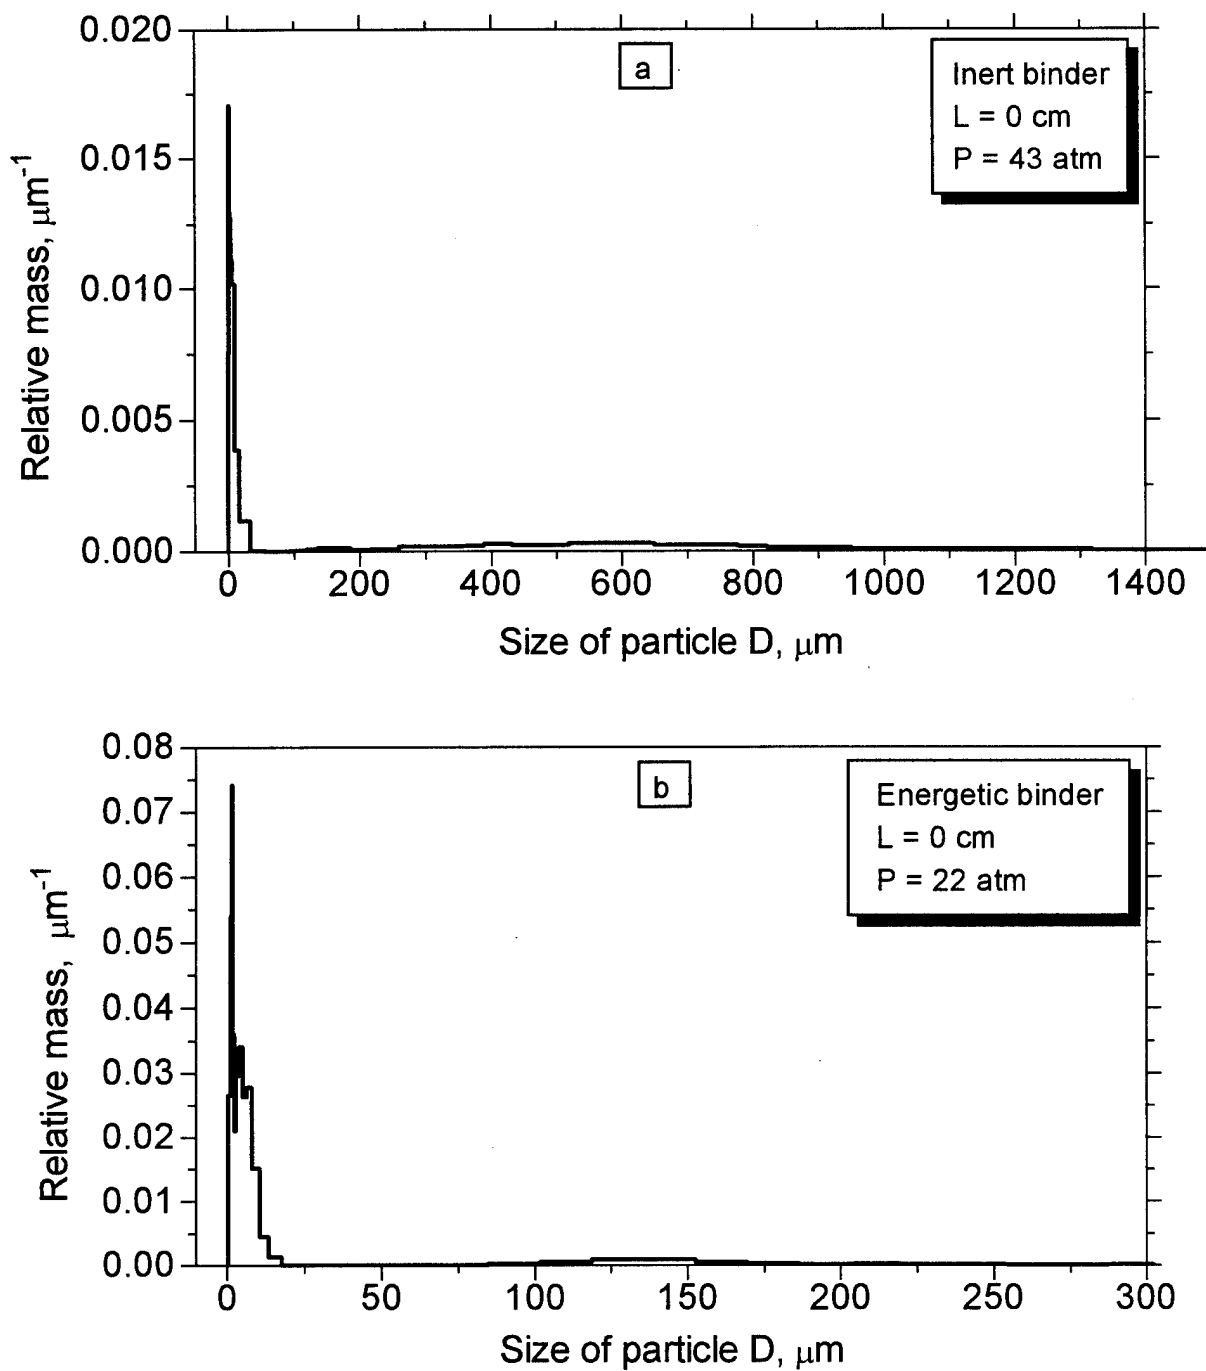 0.020
0.015
0.010
0.005
0.000
Relative mass, μm⁻¹
a
Inert binder
L = 0 cm
P = 43 atm
0 200 400 600 800 1000 1200 1400
Size of particle D, μm
0.08
0.07
0.06
0.05
0.04
0.03
0.02
0.01
0.00
Relative mass, μm⁻¹
b
Energetic binder
L = 0 cm
P = 22 atm
0 50 100 150 200 250 300
Size of particle D, μm